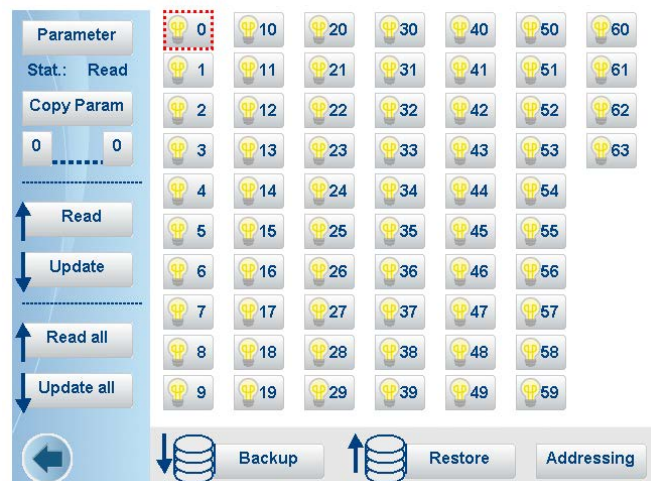 Parameter
Stat.: Read
Copy Param
0 0
Read
Update
Read all
Update all
0 10 20 30 40 50 60
1 11 21 31 41 51 61
2 12 22 32 42 52 62
3 13 23 33 43 53 63
4 14 24 34 44 54
5 15 25 35 45 55
6 16 26 36 46 56
7 17 27 37 47 57
8 18 28 38 48 58
9 19 29 39 49 59
Backup Restore Addressing